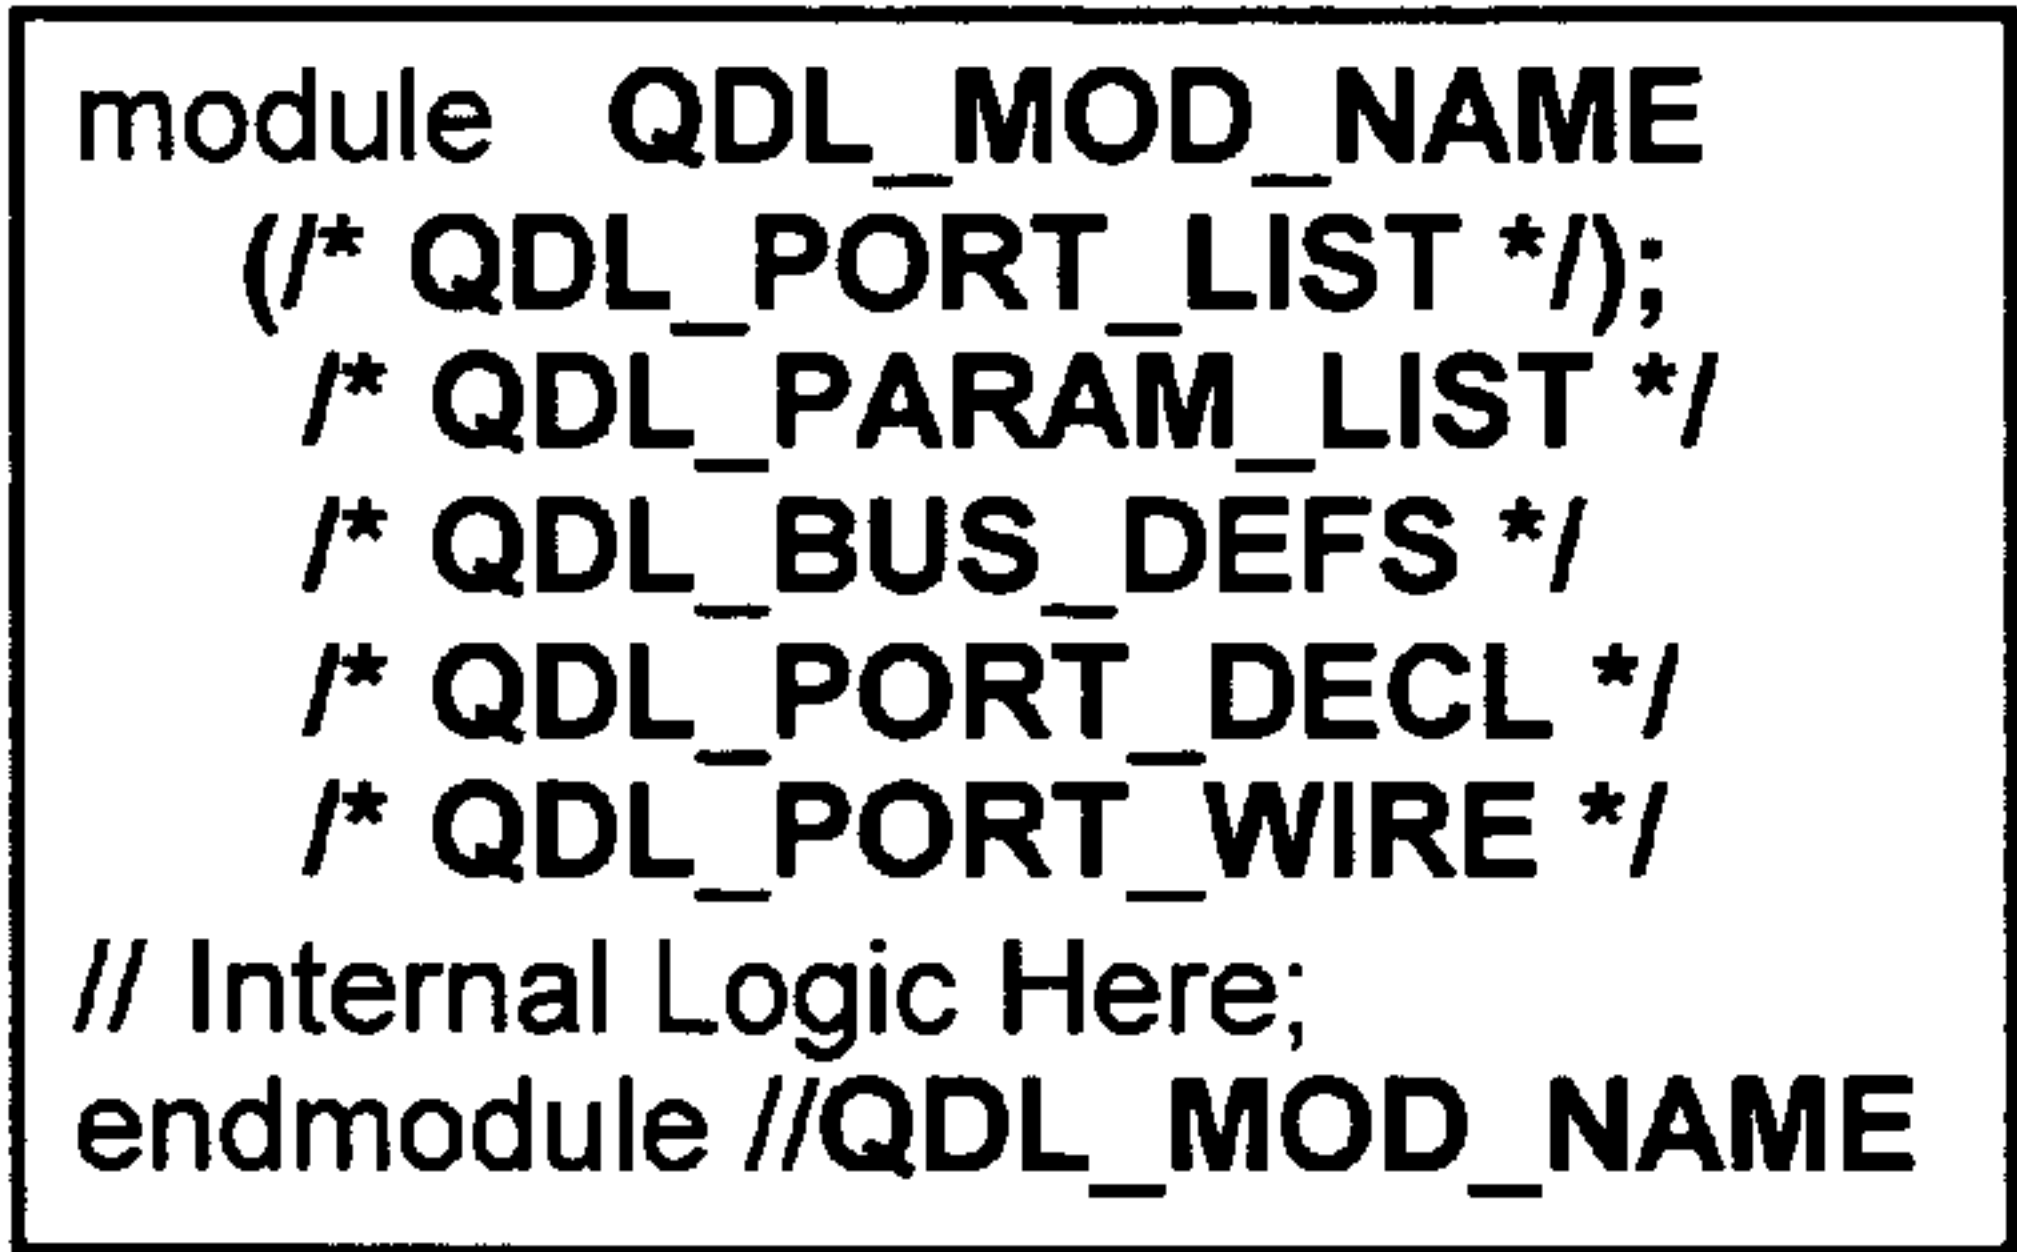 module QDL_MOD_NAME
(/* QDL_PORT_LIST */);
/* QDL_PARAM_LIST */
/* QDL_BUS_DEFS */
/* QDL_PORT_DECL */
/* QDL_PORT_WIRE */
// Internal Logic Here;
endmodule //QDL_MOD_NAME